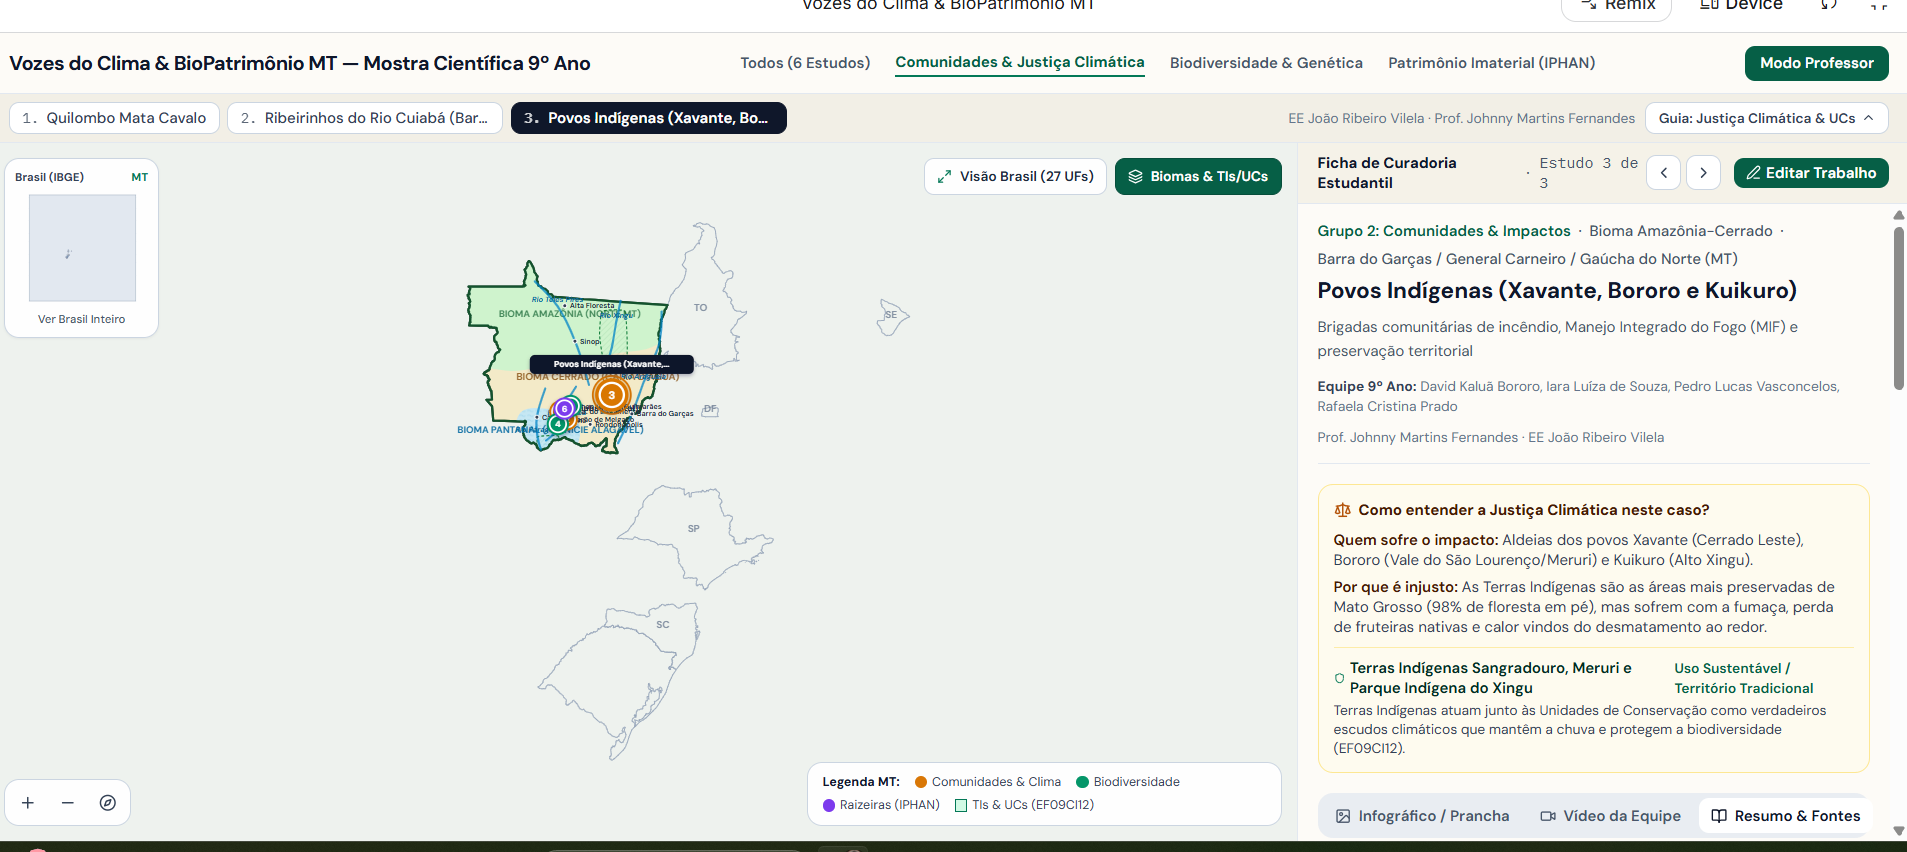 Vozes do Clima & BioPatrimônio MT
Remix
Device
Vozes do Clima & BioPatrimônio MT — Mostra Científica 9º Ano
Todos (6 Estudos)
Comunidades & Justiça Climática
Biodiversidade & Genética
Patrimônio Imaterial (IPHAN)
Modo Professor
1. Quilombo Mata Cavalo
2. Ribeirinhos do Rio Cuiabá (Bar...
3. Povos Indígenas (Xavante, Bo...
EE João Ribeiro Vilela · Prof. Johnny Martins Fernandes
Guia: Justiça Climática & UCs
Brasil (IBGE) MT
Ver Brasil Inteiro
Visão Brasil (27 UFs)
Biomas & TIs/UCs
TO
SE
Alta Floresta
BIOMA AMAZÔNIA
Sinop
Povos Indígenas (Xavante,...
BIOMA CERRADO
3
6
4
Barra do Garças
DF
BIOMA
SP
SC
Legenda MT:
Comunidades & Clima
Biodiversidade
Raizeiras (IPHAN)
TIs & UCs (EF09CI12)
Ficha de Curadoria
Estudantil
· Estudo 3 de
3
Editar Trabalho
Grupo 2: Comunidades & Impactos · Bioma Amazônia-Cerrado ·
Barra do Garças / General Carneiro / Gaúcha do Norte (MT)
Povos Indígenas (Xavante, Bororo e Kuikuro)
Brigadas comunitárias de incêndio, Manejo Integrado do Fogo (MIF) e
preservação territorial
Equipe 9º Ano: David Kaluã Bororo, Iara Luíza de Souza, Pedro Lucas Vasconcelos,
Rafaela Cristina Prado
Prof. Johnny Martins Fernandes · EE João Ribeiro Vilela
Como entender a Justiça Climática neste caso?
Quem sofre o impacto: Aldeias dos povos Xavante (Cerrado Leste),
Bororo (Vale do São Lourenço/Meruri) e Kuikuro (Alto Xingu).
Por que é injusto: As Terras Indígenas são as áreas mais preservadas de
Mato Grosso (98% de floresta em pé), mas sofrem com a fumaça, perda
de fruteiras nativas e calor vindos do desmatamento ao redor.
Terras Indígenas Sangradouro, Meruri e
Parque Indígena do Xingu
Uso Sustentável /
Território Tradicional
Terras Indígenas atuam junto às Unidades de Conservação como verdadeiros
escudos climáticos que mantêm a chuva e protegem a biodiversidade
(EF09CI12).
Infográfico / Prancha
Vídeo da Equipe
Resumo & Fontes